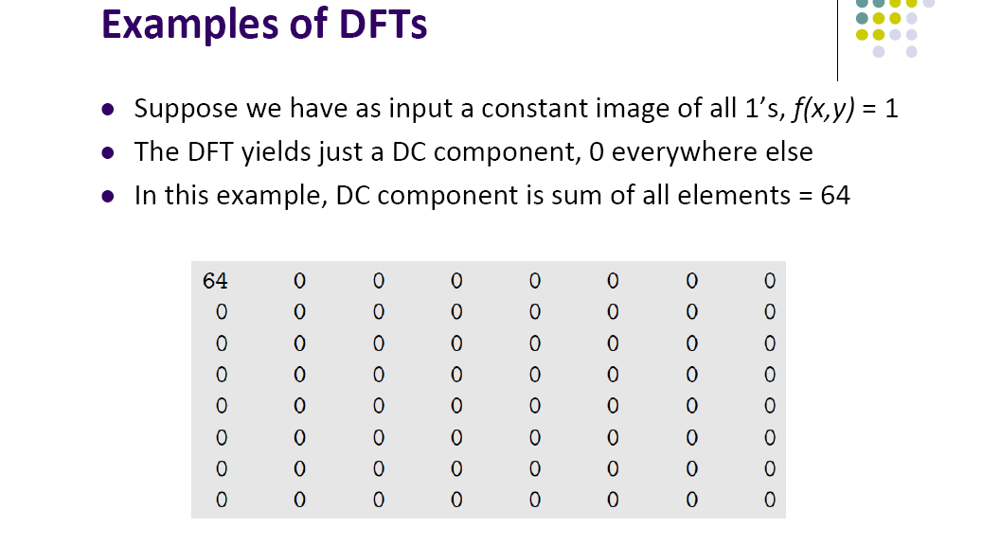 Examples of DFTs
Suppose we have as input a constant image of all 1’s, f(x,y) = 1
The DFT yields just a DC component, 0 everywhere else
In this example, DC component is sum of all elements = 64
64 0 0 0 0 0 0 0
0 0 0 0 0 0 0 0
0 0 0 0 0 0 0 0
0 0 0 0 0 0 0 0
0 0 0 0 0 0 0 0
0 0 0 0 0 0 0 0
0 0 0 0 0 0 0 0
0 0 0 0 0 0 0 0